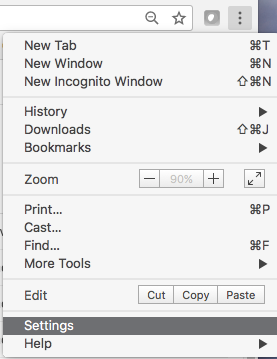 New Tab ⌘T
New Window ⌘N
New Incognito Window ⇧⌘N
History ▶
Downloads ⇧⌘J
Bookmarks ▶
Zoom — 90% +
Print... ⌘P
Cast...
Find... ⌘F
More Tools ▶
Edit Cut Copy Paste
Settings
Help ▶